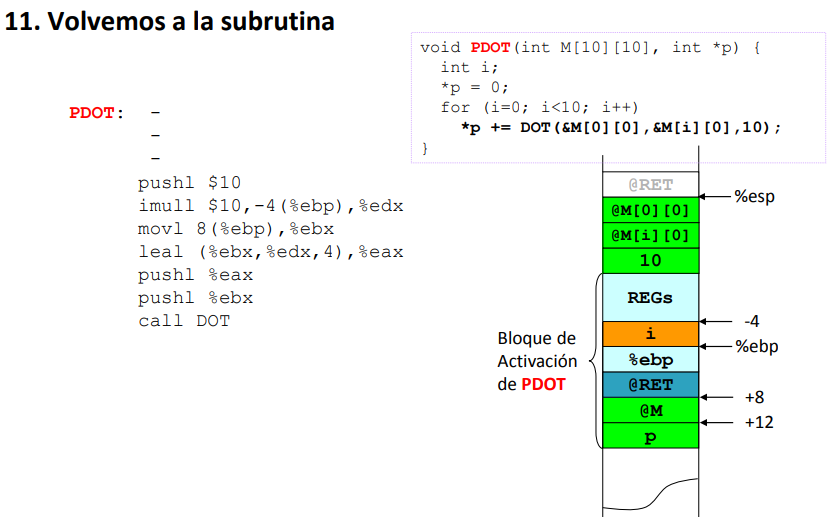 11. Volvemos a la subrutina
void PDOT(int M[10][10], int *p) {
int i;
*p = 0;
for (i=0; i<10; i++)
*p += DOT(&M[0][0],&M[i][0],10);
}
PDOT: –
–
–
pushl $10
imull $10,-4(%ebp),%edx
movl 8(%ebp),%ebx
leal (%ebx,%edx,4),%eax
pushl %eax
pushl %ebx
call DOT
@RET
%esp
@M[0][0]
@M[i][0]
10
REGs
-4
i
%ebp
%ebp
@RET
+8
@M
+12
p
Bloque de
Activación
de PDOT